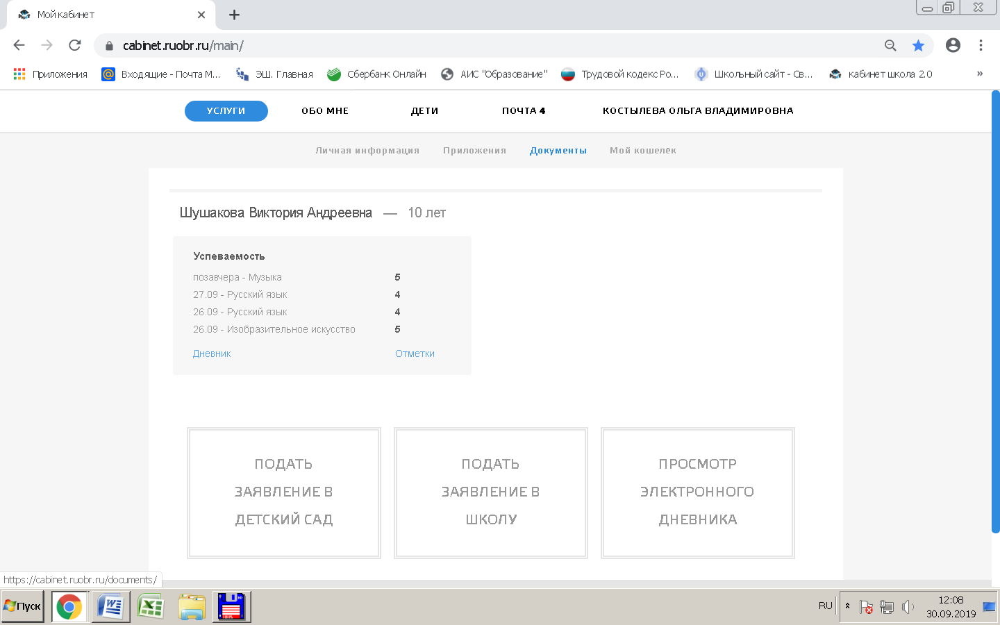 Мой кабинет
cabinet.ruobr.ru/main/
Приложения
Входящие - Почта М...
ЭШ. Главная
Сбербанк Онлайн
АИС "Образование"
Трудовой кодекс Ро...
Школьный сайт - Св...
кабинет школа 2.0
»
УСЛУГИ
ОБО МНЕ
ДЕТИ
ПОЧТА 4
КОСТЫЛЕВА ОЛЬГА ВЛАДИМИРОВНА
Личная информация
Приложения
Документы
Мой кошелёк
Шушакова Виктория Андреевна — 10 лет
Успеваемость
позавчера - Музыка 5
27.09 - Русский язык 4
26.09 - Русский язык 4
26.09 - Изобразительное искусство 5
Дневник Отметки
ПОДАТЬ
ЗАЯВЛЕНИЕ В
ДЕТСКИЙ САД
ПОДАТЬ
ЗАЯВЛЕНИЕ В
ШКОЛУ
ПРОСМОТР
ЭЛЕКТРОННОГО
ДНЕВНИКА
https://cabinet.ruobr.ru/documents/
Пуск
RU
12:08
30.09.2019